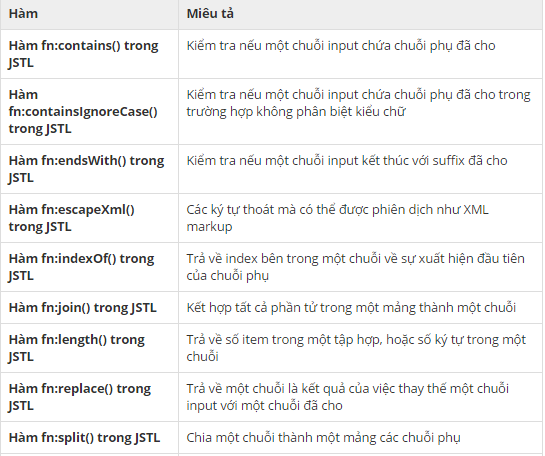 Hàm
Miêu tả
Hàm fn:contains() trong
JSTL
Kiểm tra nếu một chuỗi input chứa chuỗi phụ đã cho
Hàm
fn:containsIgnoreCase()
trong JSTL
Kiểm tra nếu một chuỗi input chứa chuỗi phụ đã cho trong
trường hợp không phân biệt kiểu chữ
Hàm fn:endsWith() trong
JSTL
Kiểm tra nếu một chuỗi input kết thúc với suffix đã cho
Hàm fn:escapeXml()
trong JSTL
Các ký tự thoát mà có thể được phiên dịch như XML
markup
Hàm fn:indexOf() trong
JSTL
Trả về index bên trong một chuỗi về sự xuất hiện đầu tiên
của chuỗi phụ
Hàm fn:join() trong JSTL
Kết hợp tất cả phần tử trong một mảng thành một chuỗi
Hàm fn:length() trong
JSTL
Trả về số item trong một tập hợp, hoặc số ký tự trong một
chuỗi
Hàm fn:replace() trong
JSTL
Trả về một chuỗi là kết quả của việc thay thế một chuỗi
input với một chuỗi đã cho
Hàm fn:split() trong JSTL
Chia một chuỗi thành một mảng các chuỗi phụ